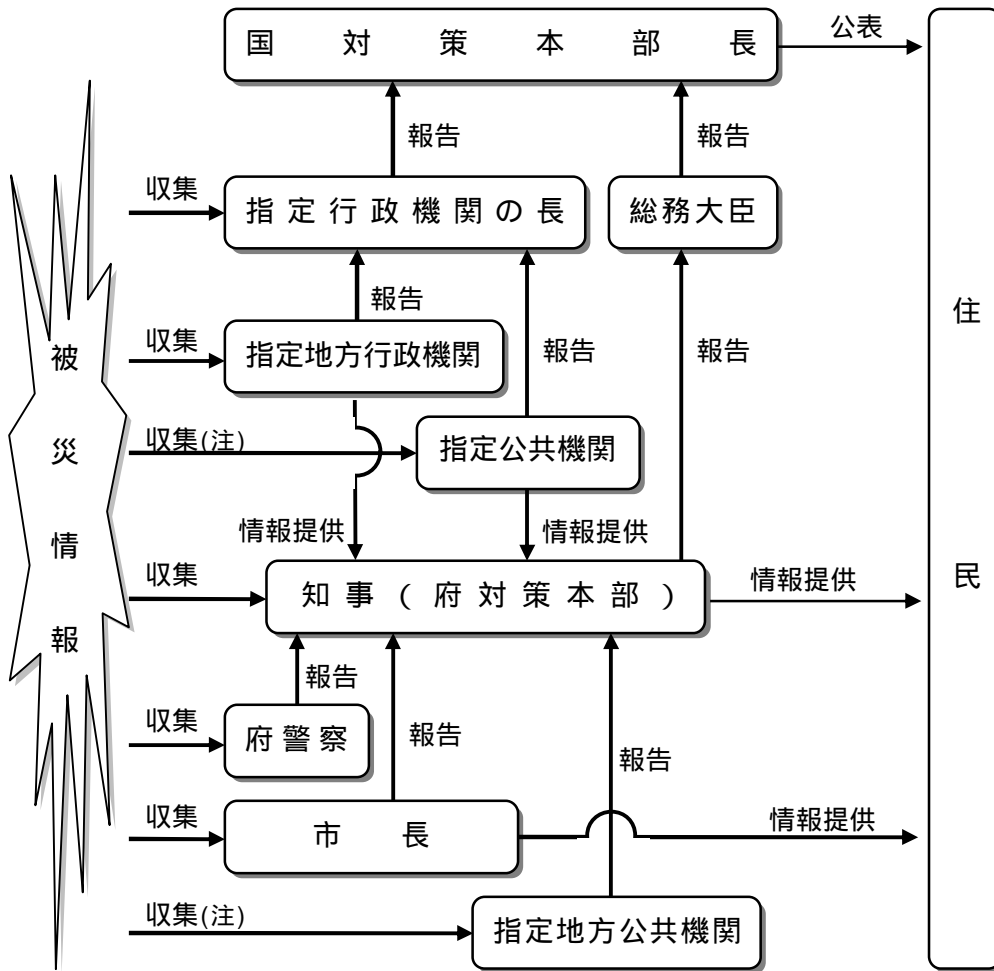 国対策本部長
公表
報告
報告
収集
指定行政機関の長
総務大臣
報告
収集
指定地方行政機関
報告
報告
収集(注)
指定公共機関
情報提供
情報提供
収集
知事(府対策本部)
情報提供
報告
収集
府警察
報告
報告
収集
市長
情報提供
収集(注)
指定地方公共機関
被災情報
住民